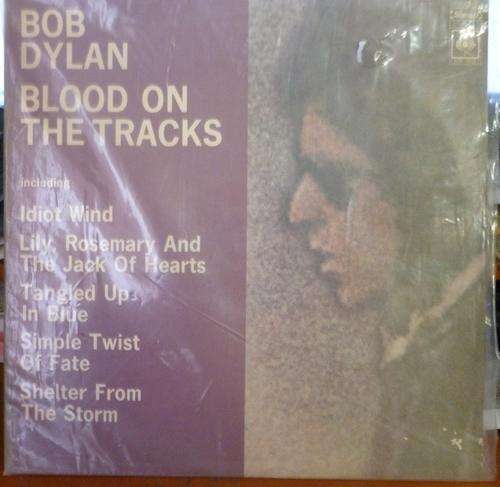 BOB
DYLAN
BLOOD ON
THE TRACKS
including
Idiot Wind
Lily, Rosemary And
The Jack Of Hearts
Tangled Up
In Blue
Simple Twist
Of Fate
Shelter From
The Storm